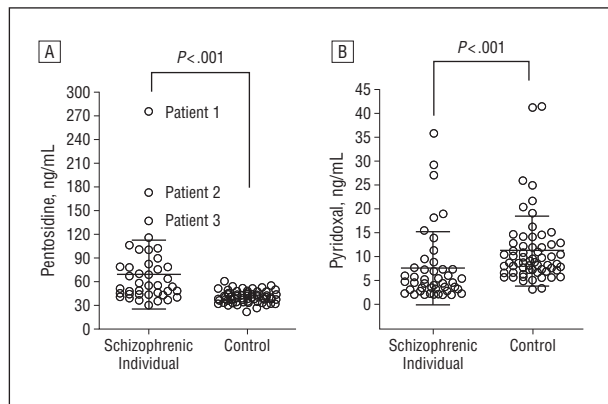 A
P<.001
Pentosidine, ng/mL
300
270
240
210
180
150
120
90
60
30
0
Patient 1
Patient 2
Patient 3
Schizophrenic
Individual
Control
B
P<.001
Pyridoxal, ng/mL
45
40
35
30
25
20
15
10
5
0
Schizophrenic
Individual
Control